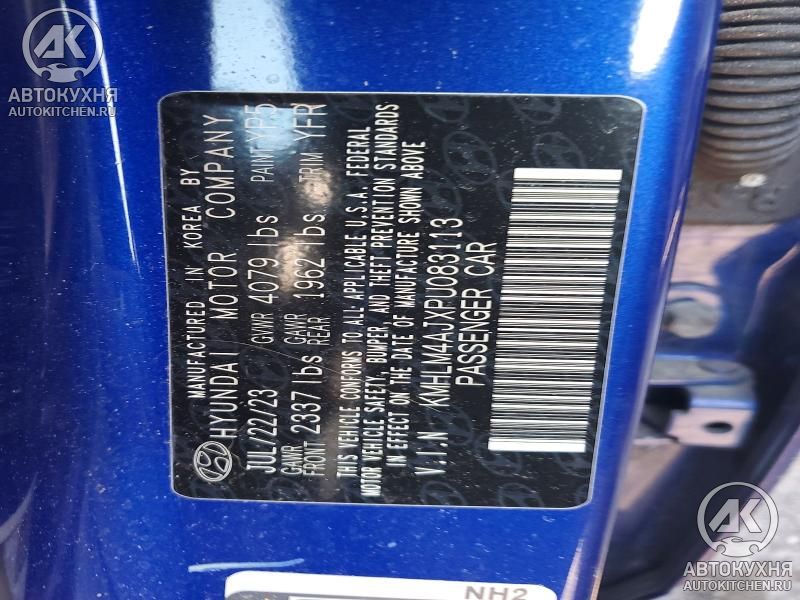 АК
АВТОКУХНЯ
AUTOKITCHEN.RU
MANUFACTURED IN KOREA BY
HYUNDAI MOTOR COMPANY
JUL/22/23 GVWR 4079 lbs PAINT YP5
GAWR FRONT 2337 lbs GAWR REAR 1962 lbs TRIM YFR
THIS VEHICLE CONFORMS TO ALL APPLICABLE U.S.A. FEDERAL
MOTOR VEHICLE SAFETY, BUMPER, AND THEFT PREVENTION STANDARDS
IN EFFECT ON THE DATE OF MANUFACTURE SHOWN ABOVE
V.I.N KMHLM4AJXPU083113
PASSENGER CAR
NH2
АК
АВТОКУХНЯ
AUTOKITCHEN.RU